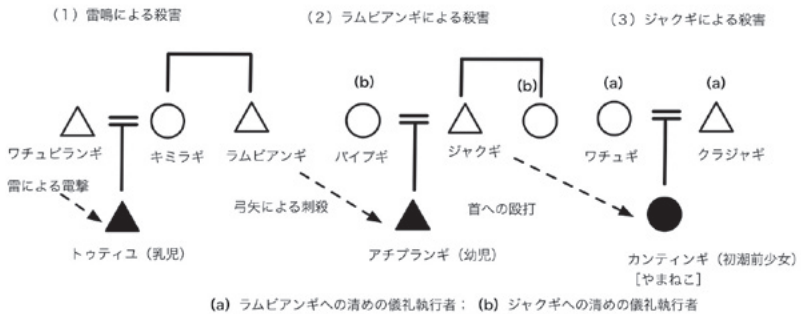 （1）雷鳴による殺害
（2）ラムビアンギによる殺害
（3）ジャクギによる殺害
(b)
(b)
(a)
(a)
ワチュピランギ
キミラギ
ラムビアンギ
パイプギ
ジャクギ
ワチュギ
クラジャギ
雷による電撃
弓矢による刺殺
首への殴打
トゥティユ（乳児）
アチプランギ（幼児）
カンティンギ（初潮前少女）
［やまねこ］
(a) ラムビアンギへの清めの儀礼執行者； (b) ジャクギへの清めの儀礼執行者